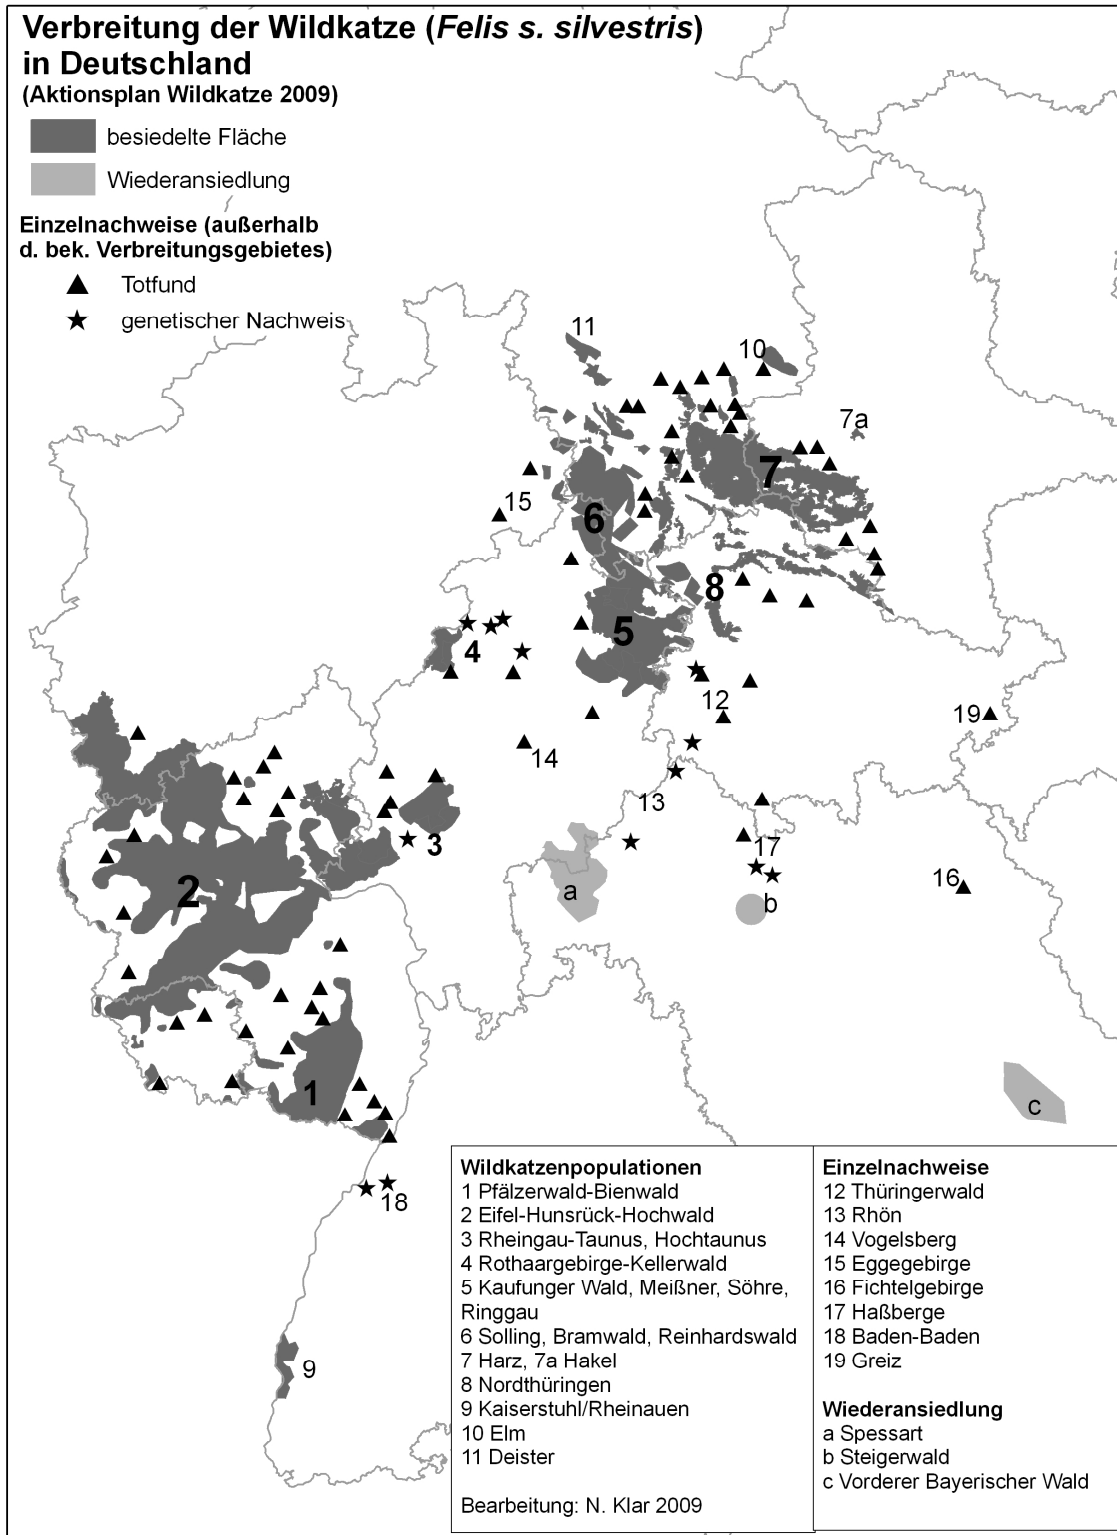 Verbreitung der Wildkatze (Felis s. silvestris)
in Deutschland
(Aktionsplan Wildkatze 2009)
besiedelte Fläche
Wiederansiedlung
Einzelnachweise (außerhalb
d. bek. Verbreitungsgebietes)
Totfund
genetischer Nachweis
11
10
7a
7
15
6
8
5
4
12
19
14
13
3
17
16
2
a
b
1
c
18
9
Wildkatzenpopulationen
1 Pfälzerwald-Bienwald
2 Eifel-Hunsrück-Hochwald
3 Rheingau-Taunus, Hochtaunus
4 Rothaargebirge-Kellerwald
5 Kaufunger Wald, Meißner, Söhre,
Ringgau
6 Solling, Bramwald, Reinhardswald
7 Harz, 7a Hakel
8 Nordthüringen
9 Kaiserstuhl/Rheinauen
10 Elm
11 Deister
Bearbeitung: N. Klar 2009
Einzelnachweise
12 Thüringerwald
13 Rhön
14 Vogelsberg
15 Eggegebirge
16 Fichtelgebirge
17 Haßberge
18 Baden-Baden
19 Greiz
Wiederansiedlung
a Spessart
b Steigerwald
c Vorderer Bayerischer Wald